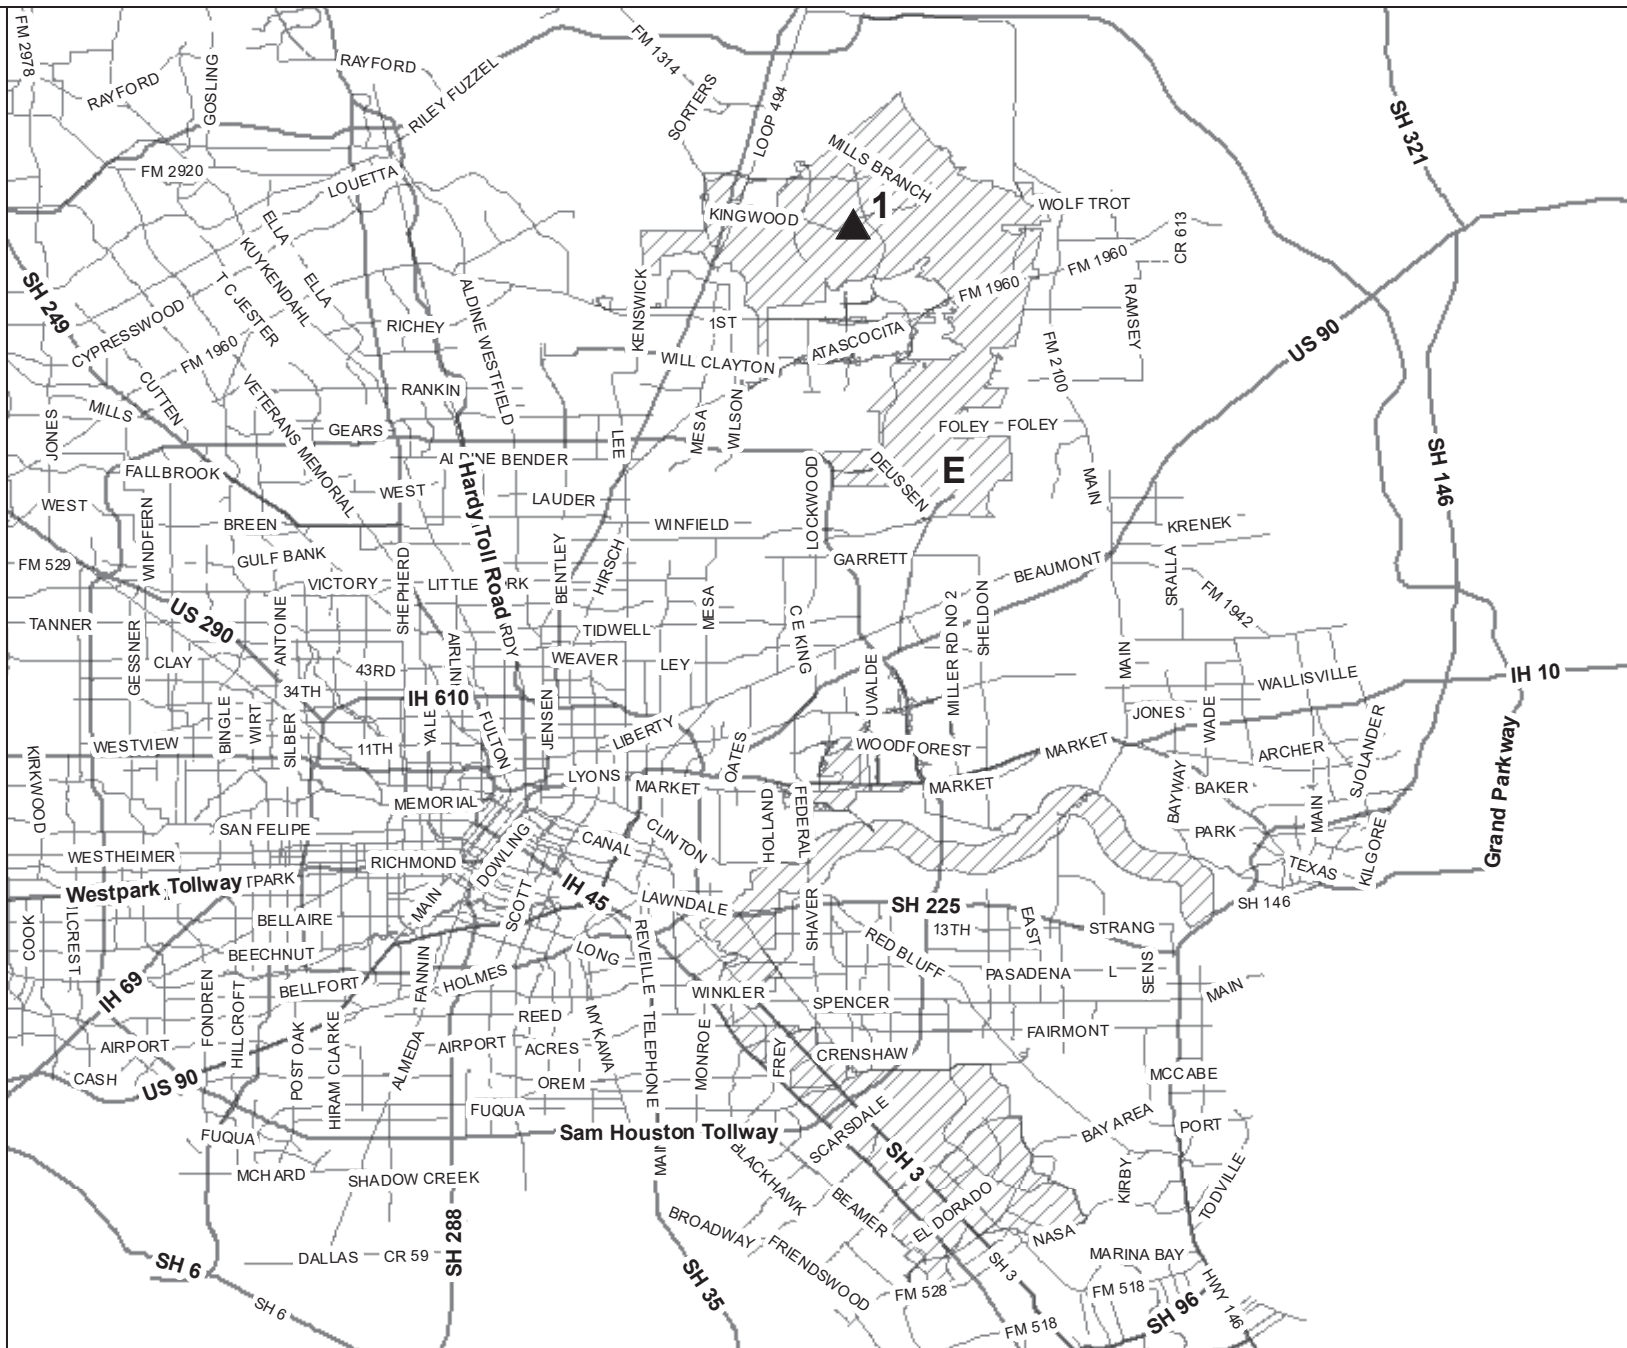 FM 2978
RAYFORD
GOSLING
RAYFORD
RILEY FUZZEL
FM 1314
SORTERS
LOOP 494
SH 321
FM 2920
LOUETTA
MILLS BRANCH
KINGWOOD
1
WOLF TROT
CR 613
ELLA
KUYKENDAHL
ELLA
T C JESTER
SH 249
CYPRESSWOOD
FM 1960
RICHEY
ALDINE WESTFIELD
KENSWICK
1ST
FM 1960
FM 1960
RAMSEY
US 90
ATASCOCITA
WILL CLAYTON
FM 2100
RANKIN
CUTTEN
MILLS
VETERANS MEMORIAL
JONES
GEARS
LEE
MESA
WILSON
FOLEY
FOLEY
FALLBROOK
Hardy Toll Road
DEUSSEN
E
LOCKWOOD
MAIN
SH 146
WEST
WINDFERN
WEST
LAUDER
BREEN
WINFIELD
KRENEK
FM 529
GULF BANK
BENTLEY
HIRSCH
GARRETT
BEAUMONT
SRALLA
VICTORY
SHEPHERD
LITTLE
RK
MESA
C E KING
MILLER RD NO 2
SHELDON
FM 1942
TANNER
US 290
ANTOINE
TIDWELL
GESSNER
CLAY
43RD
AIRLIN
RDY
WEAVER
LEY
UVALDE
MAIN
WALLISVILLE
IH 10
34TH
IH 610
BINGLE
WIRT
SILBER
YALE
FULTON
JENSEN
LIBERTY
JONES
WADE
WESTVIEW
11TH
OATES
WOODFOREST
MARKET
ARCHER
SJOLANDER
Grand Parkway
KIRKWOOD
LYONS
MARKET
MARKET
BAYWAY
BAKER
MEMORIAL
HOLLAND
FEDERAL
MAIN
SAN FELIPE
CANAL
CLINTON
PARK
WESTHEIMER
RICHMOND
DOWLING
TEXAS
KILGORE
Westpark Tollway
TPARK
IH 45
LAWNDALE
SH 225
SH 146
COOK
ILCREST
BELLAIRE
MAIN
SCOTT
REVEILLE
SHAVER
13TH
EAST
STRANG
BEECHNUT
LONG
RED BLUFF
PASADENA
L
SENS
IH 69
FONDREN
HILLCROFT
BELLFORT
FANNIN
HOLMES
WINKLER
SPENCER
MAIN
REED
MYKAWA
TELEPHONE
FAIRMONT
AIRPORT
POST OAK
HIRAM CLARKE
ALMEDA
AIRPORT
ACRES
MONROE
FREY
CRENSHAW
CASH
US 90
OREM
MCCABE
FUQUA
SCARSDALE
BAY AREA
PORT
FUQUA
Sam Houston Tollway
MAIN
BLACKHAWK
SH 3
MCHARD
SHADOW CREEK
KIRBY
TODVILLE
BEAMER
EL DORADO
BROADWAY
FRIENDSWOOD
NASA
SH 288
SH 6
DALLAS
CR 59
SH 35
MARINA BAY
SH 3
FM 528
FM 518
HWY 146
SH 6
FM 518
SH 96